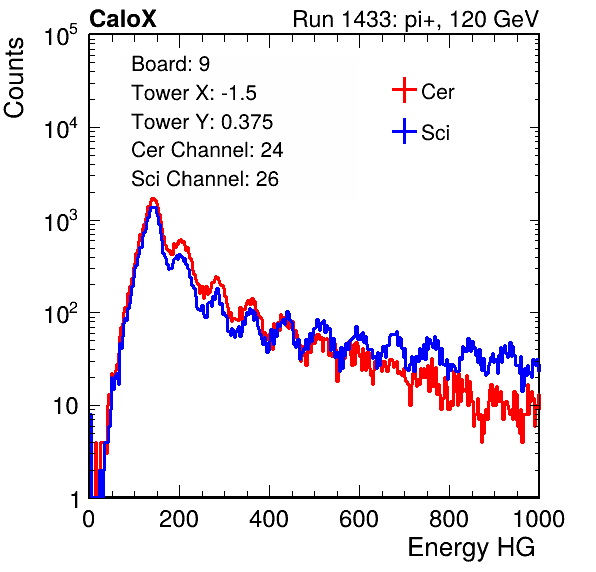 CaloX Run 1433: pi+, 120 GeV
Counts
10^5
10^4
10^3
10^2
10
1
Board: 9
Tower X: -1.5
Tower Y: 0.375
Cer Channel: 24
Sci Channel: 26
Cer
Sci
0 200 400 600 800 1000
Energy HG